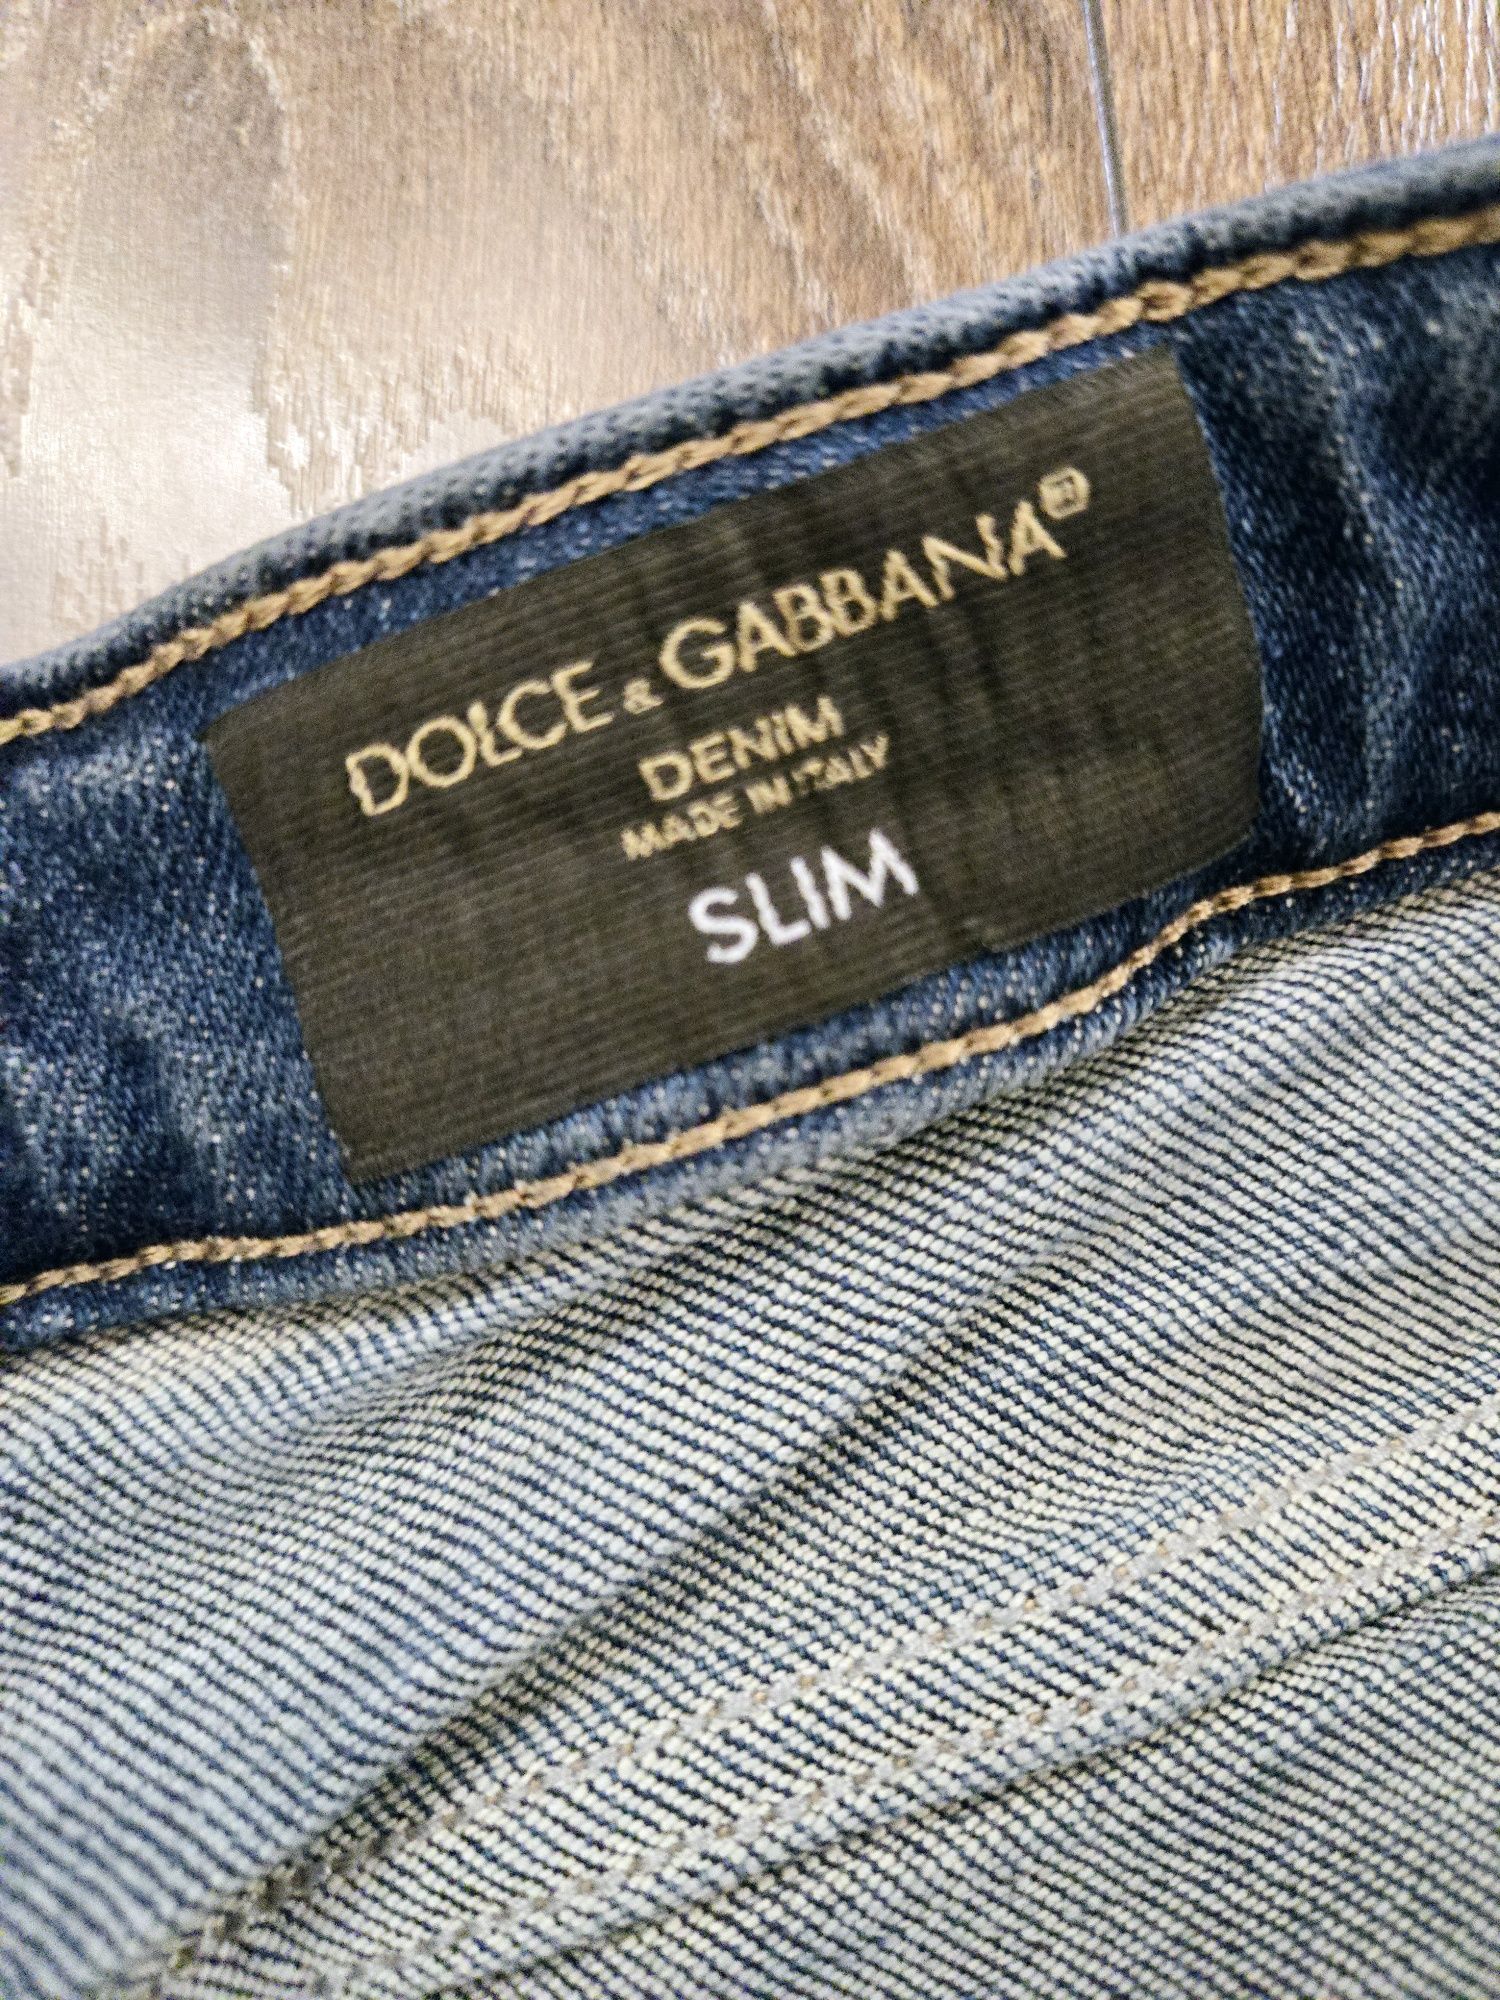 DOLCE & GABBANA®
DENIM
MADE IN ITALY
SLIM